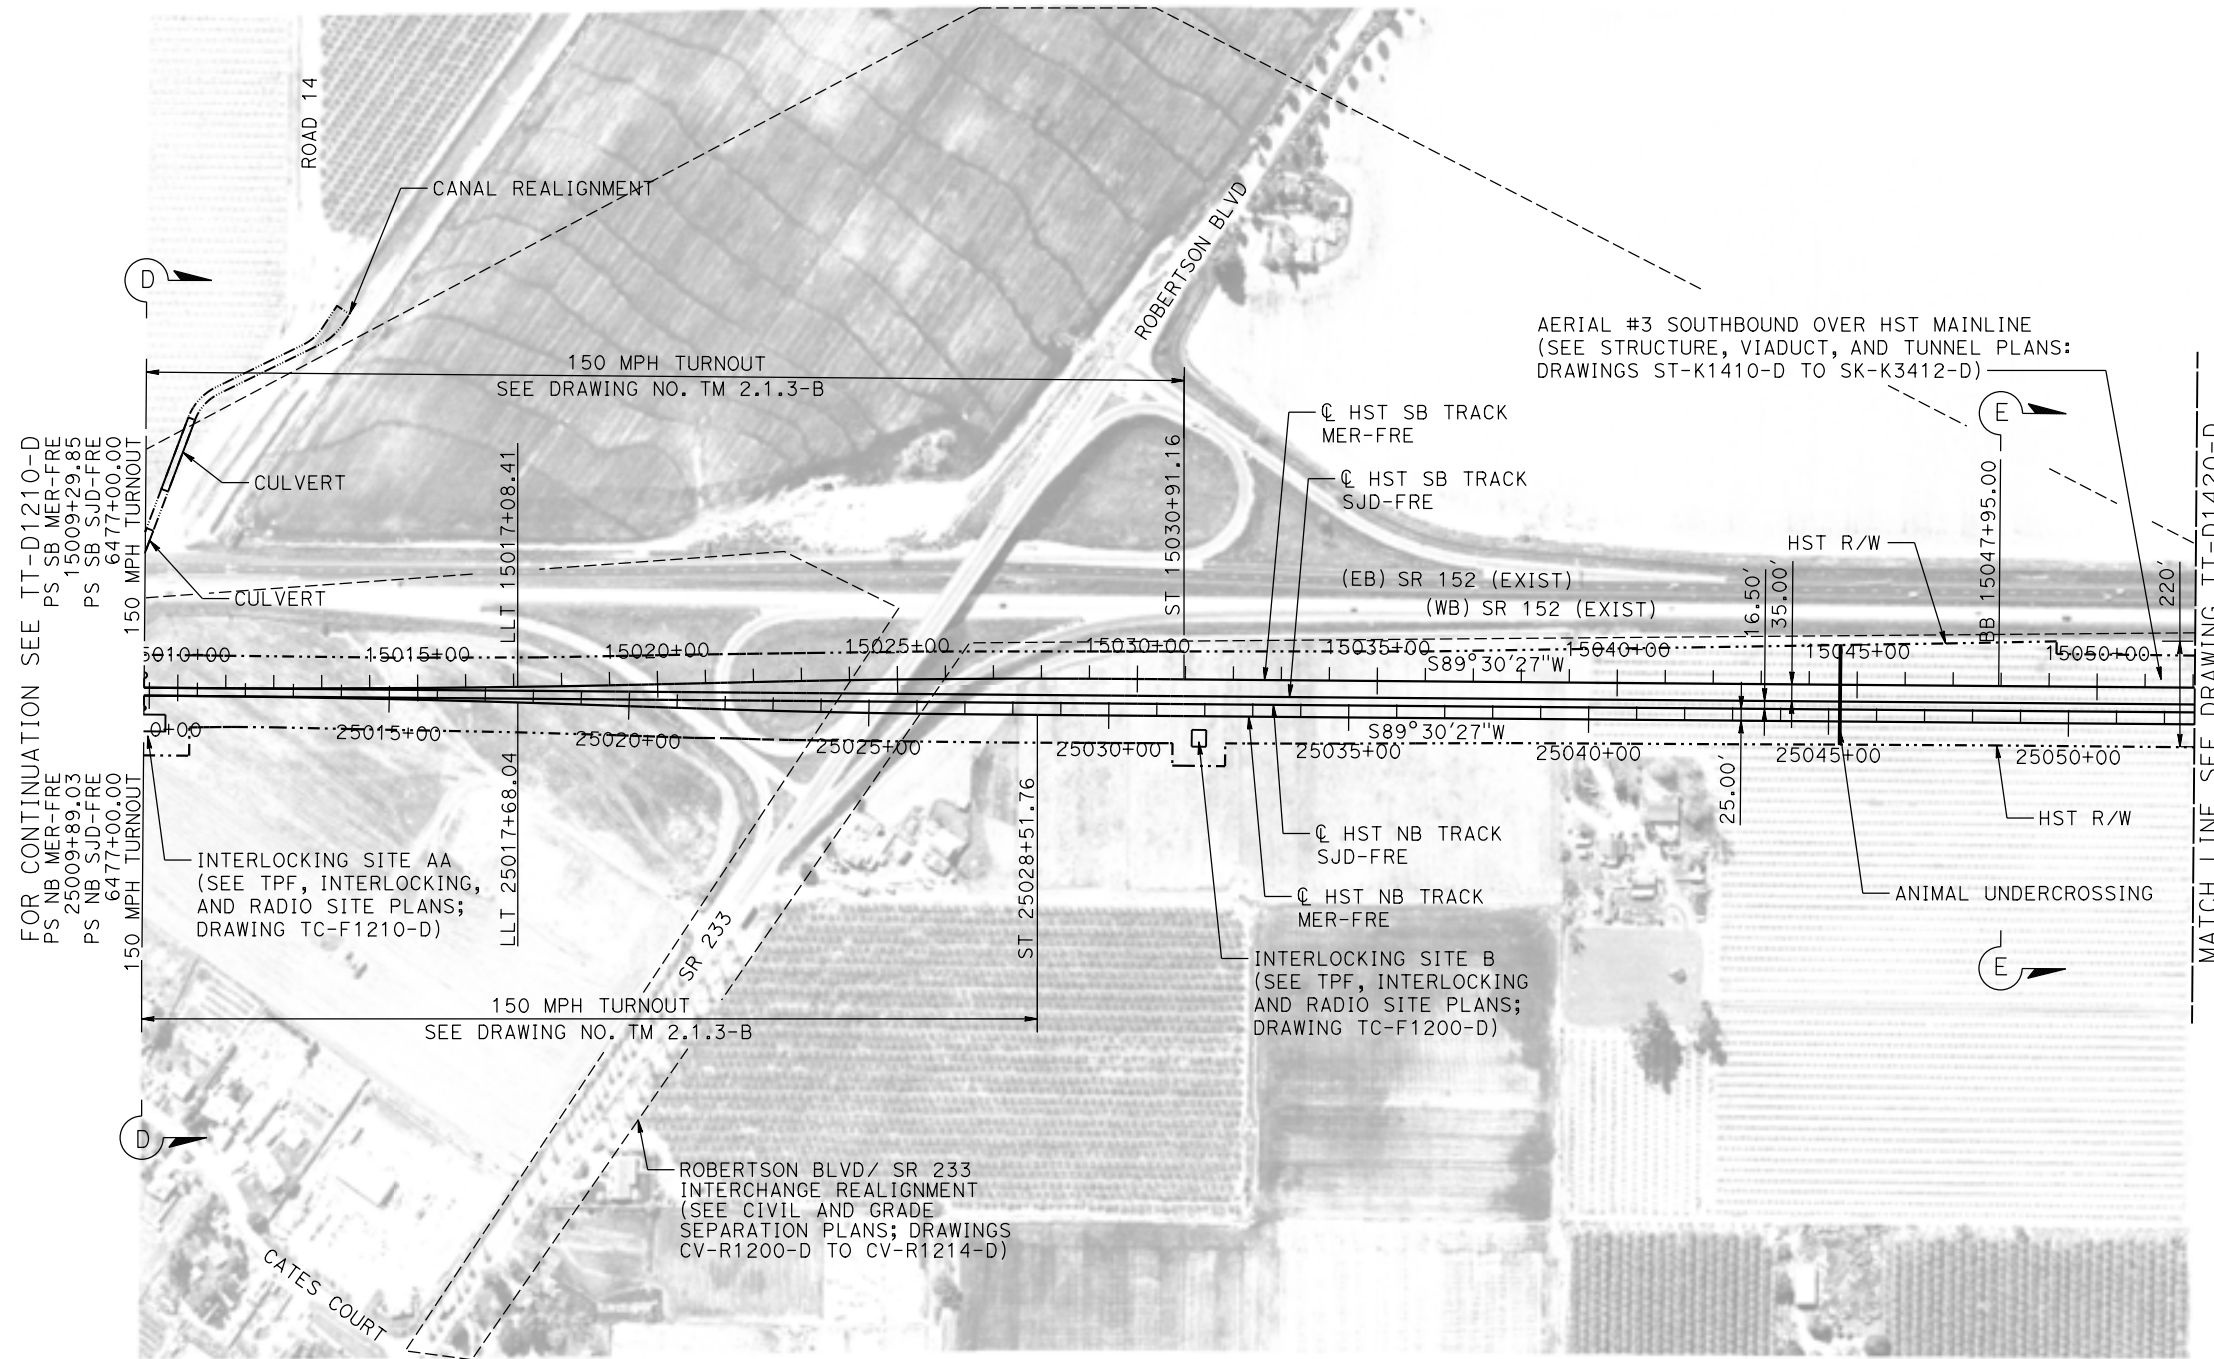 ROAD 14
CANAL REALIGNMENT
D
ROBERTSON BLVD
150 MPH TURNOUT
SEE DRAWING NO. TM 2.1.3-B
AERIAL #3 SOUTHBOUND OVER HST MAINLINE
(SEE STRUCTURE, VIADUCT, AND TUNNEL PLANS:
DRAWINGS ST-K1410-D TO SK-K3412-D)
E
℄ HST SB TRACK
MER-FRE
℄ HST SB TRACK
SJD-FRE
CULVERT
CULVERT
FOR CONTINUATION SEE TT-D1210-D
PS SB MER-FRE
15009+29.85
PS SB SJD-FRE
6477+00.00
150 MPH TURNOUT
LLT 15017+08.41
ST 15030+91.16
(EB) SR 152 (EXIST)
(WB) SR 152 (EXIST)
HST R/W
16.50'
35.00'
BB 15047+95.00
220'
MATCH LINE SEE DRAWING TT-D1420-D
5010+00
15015+00
15020+00
15025+00
15030+00
15035+00
15040+00
15045+00
15050+00
S89°30'27"W
S89°30'27"W
0+00
25015+00
25020+00
25025+00
25030+00
25035+00
25040+00
25045+00
25050+00
PS NB MER-FRE
25009+89.03
PS NB SJD-FRE
6477+00.00
150 MPH TURNOUT
LLT 25017+68.04
ST 25028+51.76
25.00'
HST R/W
℄ HST NB TRACK
SJD-FRE
℄ HST NB TRACK
MER-FRE
ANIMAL UNDERCROSSING
INTERLOCKING SITE AA
(SEE TPF, INTERLOCKING,
AND RADIO SITE PLANS;
DRAWING TC-F1210-D)
SR 233
INTERLOCKING SITE B
(SEE TPF, INTERLOCKING
AND RADIO SITE PLANS;
DRAWING TC-F1200-D)
E
150 MPH TURNOUT
SEE DRAWING NO. TM 2.1.3-B
D
ROBERTSON BLVD/ SR 233
INTERCHANGE REALIGNMENT
(SEE CIVIL AND GRADE
SEPARATION PLANS; DRAWINGS
CV-R1200-D TO CV-R1214-D)
CATES COURT